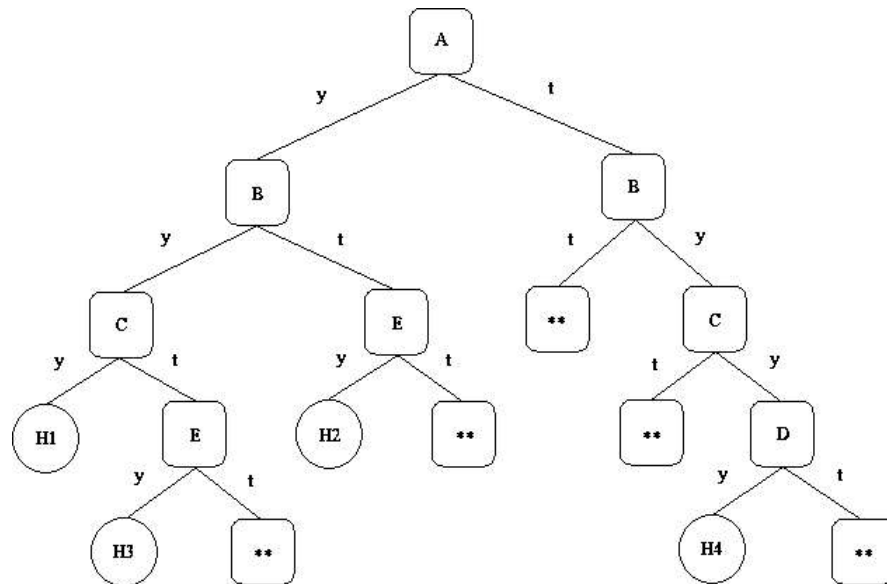 A
y t
B B
y t t y
C E ** C
y t y t t y
H1 E H2 ** ** D
y t y t
H3 ** H4 **